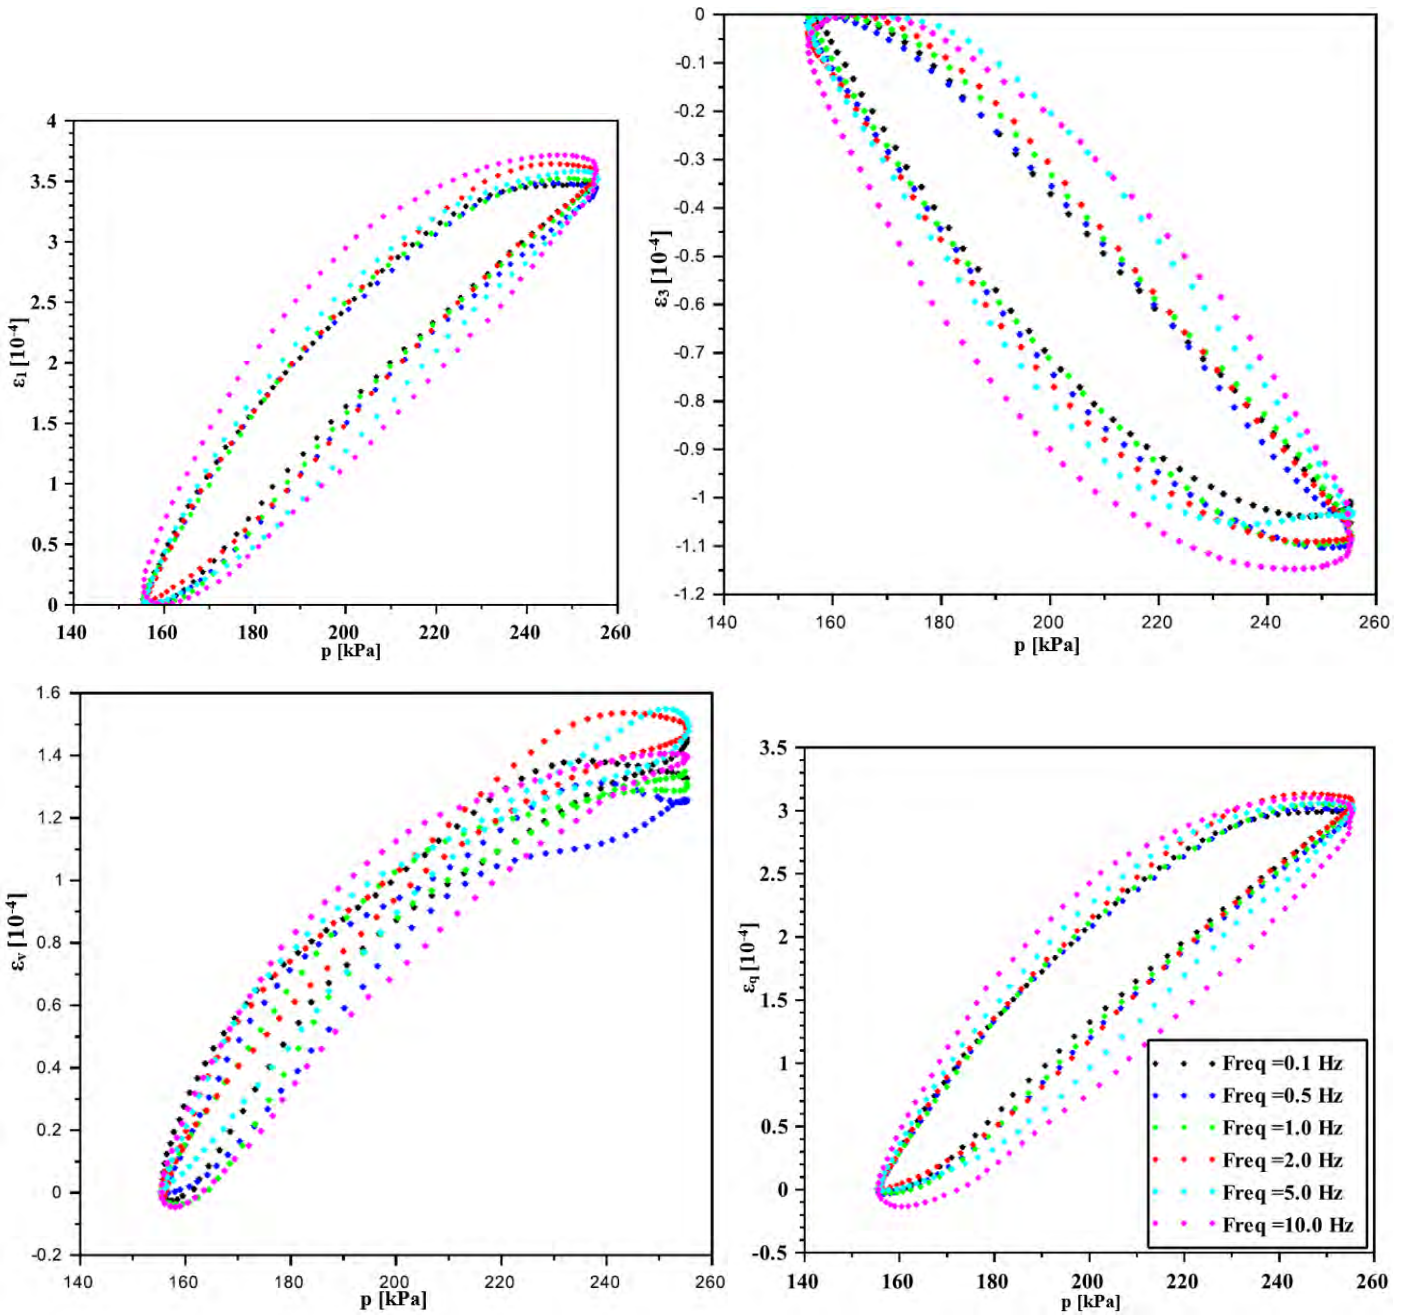 4
3.5
3
2.5
2
1.5
1
0.5
0
ε1 [10-4]
140 160 180 200 220 240 260
p [kPa]
0
-0.1
-0.2
-0.3
-0.4
-0.5
-0.6
-0.7
-0.8
-0.9
-1
-1.1
-1.2
ε3 [10-4]
140 160 180 200 220 240 260
p [kPa]
1.6
1.4
1.2
1
0.8
0.6
0.4
0.2
0
-0.2
εv [10-4]
140 160 180 200 220 240 260
p [kPa]
3.5
3
2.5
2
1.5
1
0.5
0
-0.5
εq [10-4]
140 160 180 200 220 240 260
p [kPa]
Freq =0.1 Hz
Freq =0.5 Hz
Freq =1.0 Hz
Freq =2.0 Hz
Freq =5.0 Hz
Freq =10.0 Hz